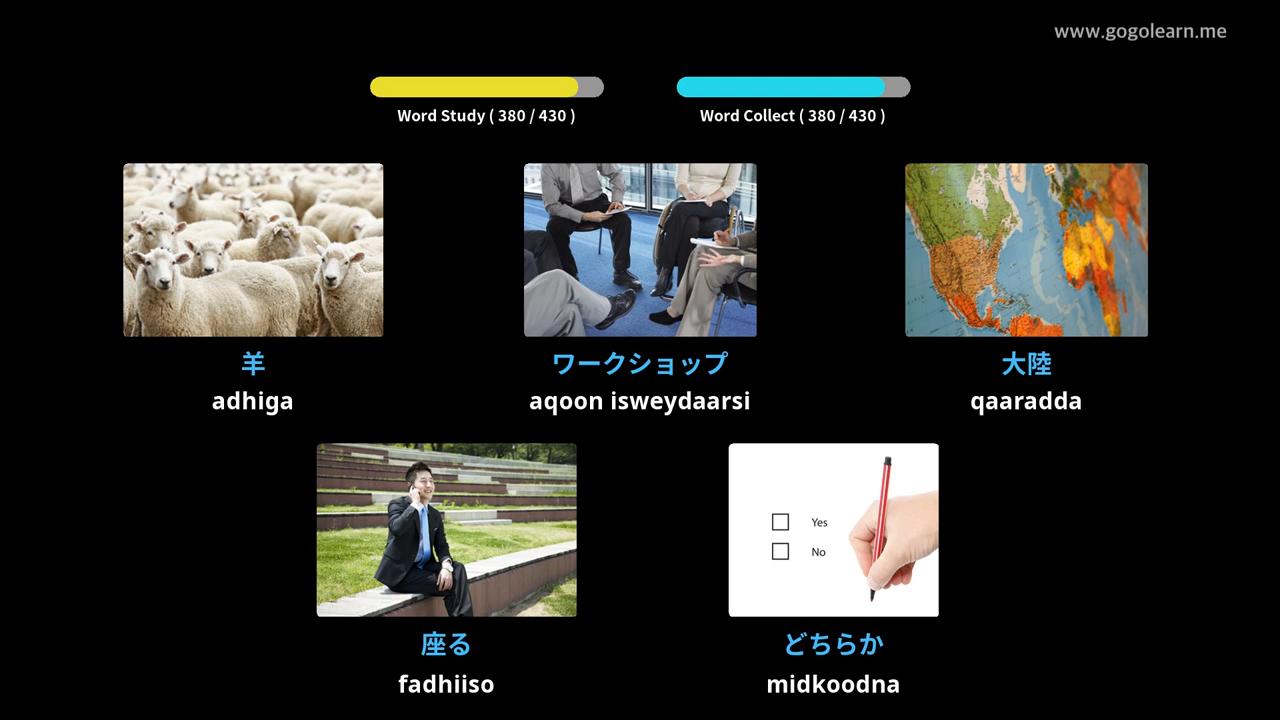 www.gogolearn.me
Word Study ( 380 / 430 )
Word Collect ( 380 / 430 )
羊
adhiga
ワークショップ
aqoon isweydaarsi
大陸
qaaradda
座る
fadhiiso
Yes
No
どちらか
midkoodna